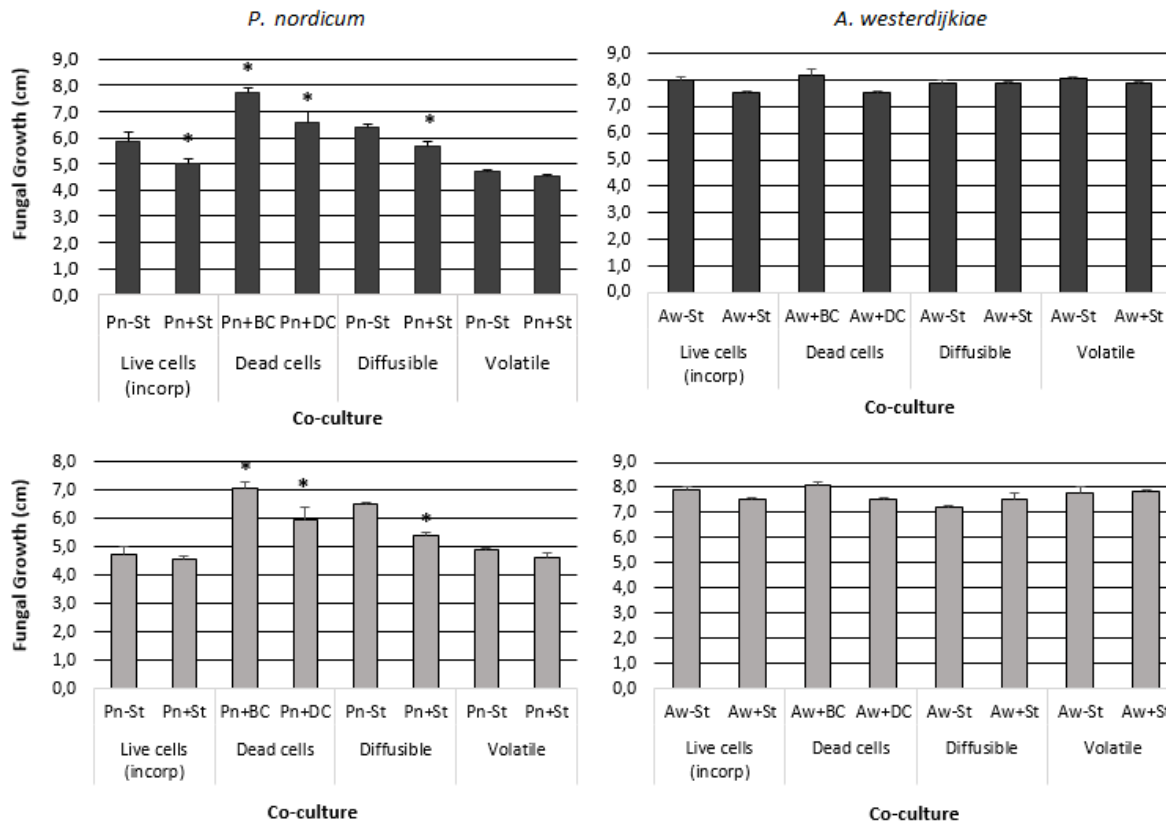 P. nordicum
A. westerdijkiae
Fungal Growth (cm)
9,0
8,0
7,0
6,0
5,0
4,0
3,0
2,0
1,0
0,0
* * * *
Pn-St Pn+St Pn+BC Pn+DC Pn-St Pn+St Pn-St Pn+St
Live cells Dead cells Diffusible Volatile
(incorp)
Co-culture
9,0
8,0
7,0
6,0
5,0
4,0
3,0
2,0
1,0
0,0
Aw-St Aw+St Aw+BC Aw+DC Aw-St Aw+St Aw-St Aw+St
Live cells Dead cells Diffusible Volatile
(incorp)
Co-culture
Fungal Growth (cm)
8,0
7,0
6,0
5,0
4,0
3,0
2,0
1,0
0,0
* * *
Pn-St Pn+St Pn+BC Pn+DC Pn-St Pn+St Pn-St Pn+St
Live cells Dead cells Diffusible Volatile
(incorp)
Co-culture
9,0
8,0
7,0
6,0
5,0
4,0
3,0
2,0
1,0
0,0
Aw-St Aw+St Aw+BC Aw+DC Aw-St Aw+St Aw-St Aw+St
Live cells Dead cells Diffusible Volatile
(incorp)
Co-culture